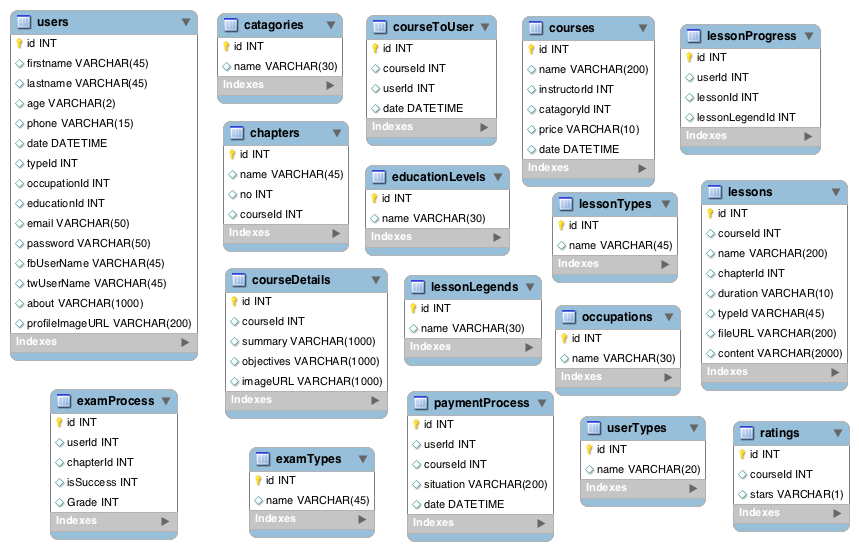 users
id INT
firstname VARCHAR(45)
lastname VARCHAR(45)
age VARCHAR(2)
phone VARCHAR(15)
date DATETIME
typeId INT
occupationId INT
educationId INT
email VARCHAR(50)
password VARCHAR(50)
fbUserName VARCHAR(45)
twUserName VARCHAR(45)
about VARCHAR(1000)
profileImageURL VARCHAR(200)
Indexes
catagories
id INT
name VARCHAR(30)
Indexes
courseToUser
id INT
courseId INT
userId INT
date DATETIME
Indexes
courses
id INT
name VARCHAR(200)
instructorId INT
catagoryId INT
price VARCHAR(10)
date DATETIME
Indexes
lessonProgress
id INT
userId INT
lessonId INT
lessonLegendId INT
Indexes
chapters
id INT
name VARCHAR(45)
no INT
courseId INT
Indexes
educationLevels
id INT
name VARCHAR(30)
Indexes
lessonTypes
id INT
name VARCHAR(45)
Indexes
lessons
id INT
courseId INT
name VARCHAR(200)
chapterId INT
duration VARCHAR(10)
typeId VARCHAR(45)
fileURL VARCHAR(200)
content VARCHAR(2000)
Indexes
courseDetails
id INT
courseId INT
summary VARCHAR(1000)
objectives VARCHAR(1000)
imageURL VARCHAR(1000)
Indexes
lessonLegends
id INT
name VARCHAR(30)
Indexes
occupations
id INT
name VARCHAR(30)
Indexes
examProcess
id INT
userId INT
chapterId INT
isSuccess INT
Grade INT
Indexes
examTypes
id INT
name VARCHAR(45)
Indexes
paymentProcess
id INT
userId INT
courseId INT
situation VARCHAR(200)
date DATETIME
Indexes
userTypes
id INT
name VARCHAR(20)
Indexes
ratings
id INT
courseId INT
stars VARCHAR(1)
Indexes